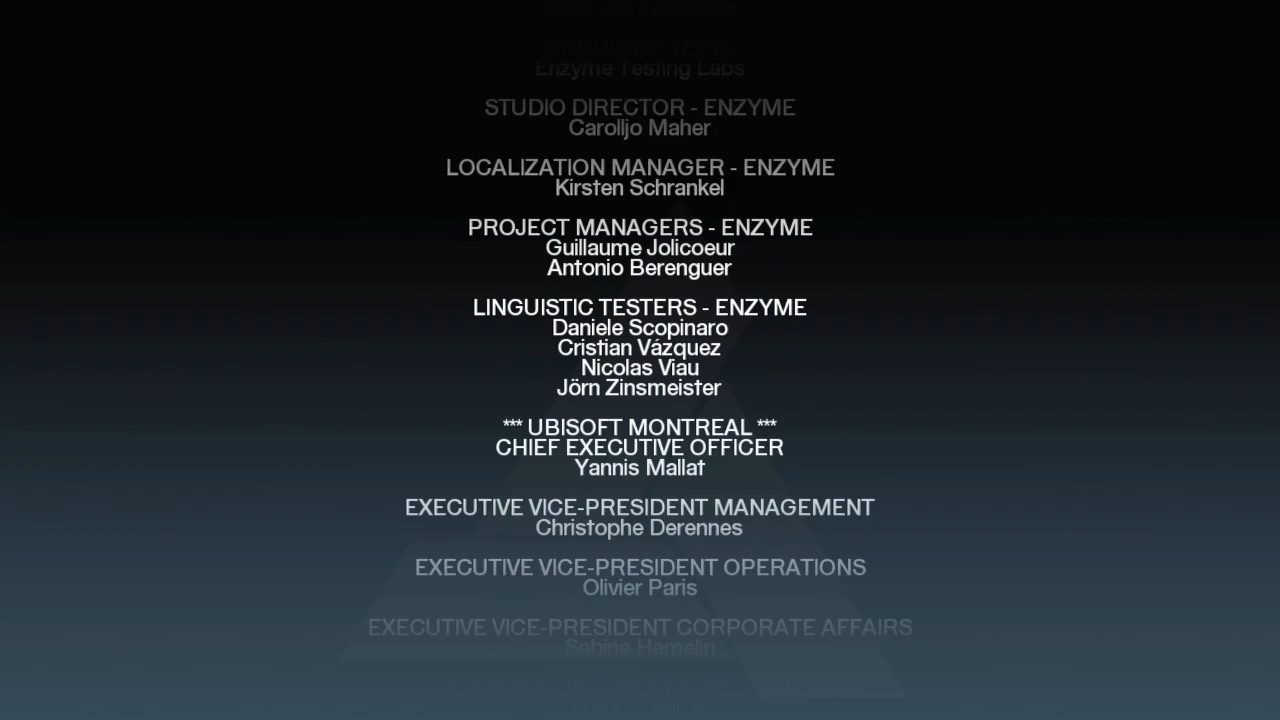 Enzyme Testing Labs
STUDIO DIRECTOR - ENZYME
Carolljo Maher
LOCALIZATION MANAGER - ENZYME
Kirsten Schrankel
PROJECT MANAGERS - ENZYME
Guillaume Jolicoeur
Antonio Berenguer
LINGUISTIC TESTERS - ENZYME
Daniele Scopinaro
Cristian Vázquez
Nicolas Viau
Jörn Zinsmeister
*** UBISOFT MONTREAL ***
CHIEF EXECUTIVE OFFICER
Yannis Mallat
EXECUTIVE VICE-PRESIDENT MANAGEMENT
Christophe Derennes
EXECUTIVE VICE-PRESIDENT OPERATIONS
Olivier Paris
EXECUTIVE VICE-PRESIDENT CORPORATE AFFAIRS
Sabine Hamelin